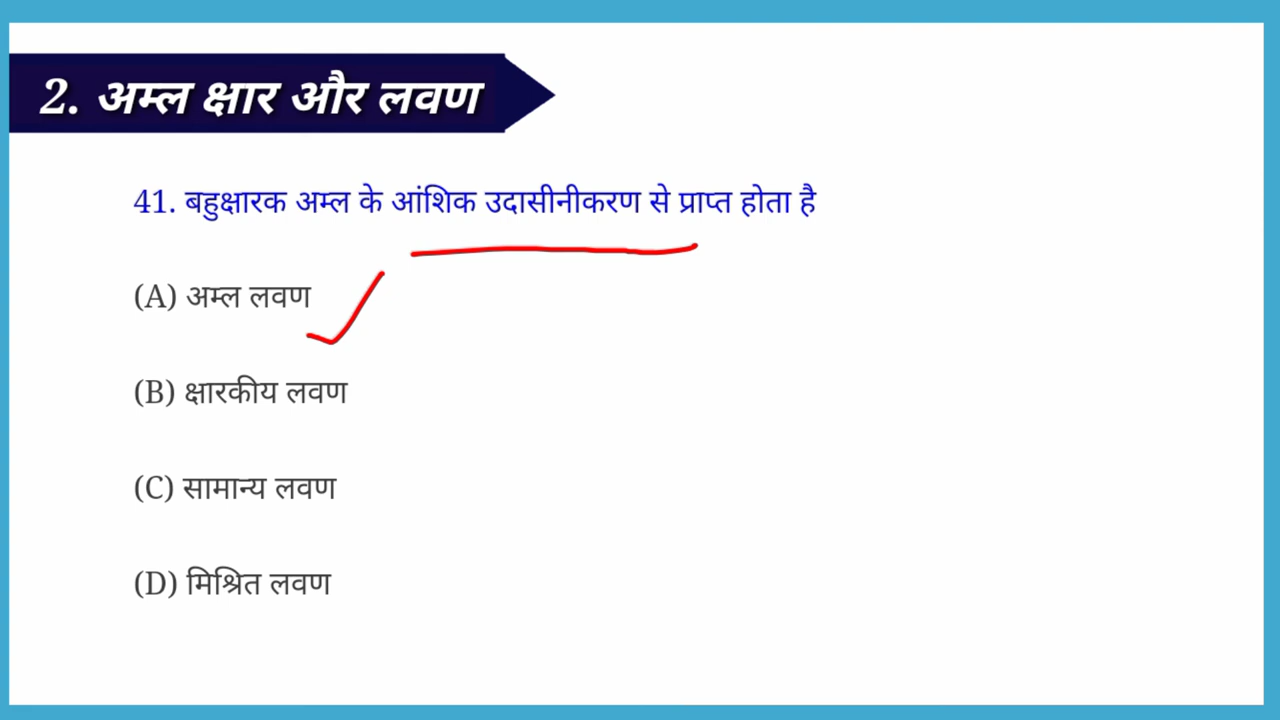 2. अम्ल क्षार और लवण
41. बहुक्षारक अम्ल के आंशिक उदासीनीकरण से प्राप्त होता है
(A) अम्ल लवण
(B) क्षारकीय लवण
(C) सामान्य लवण
(D) मिश्रित लवण